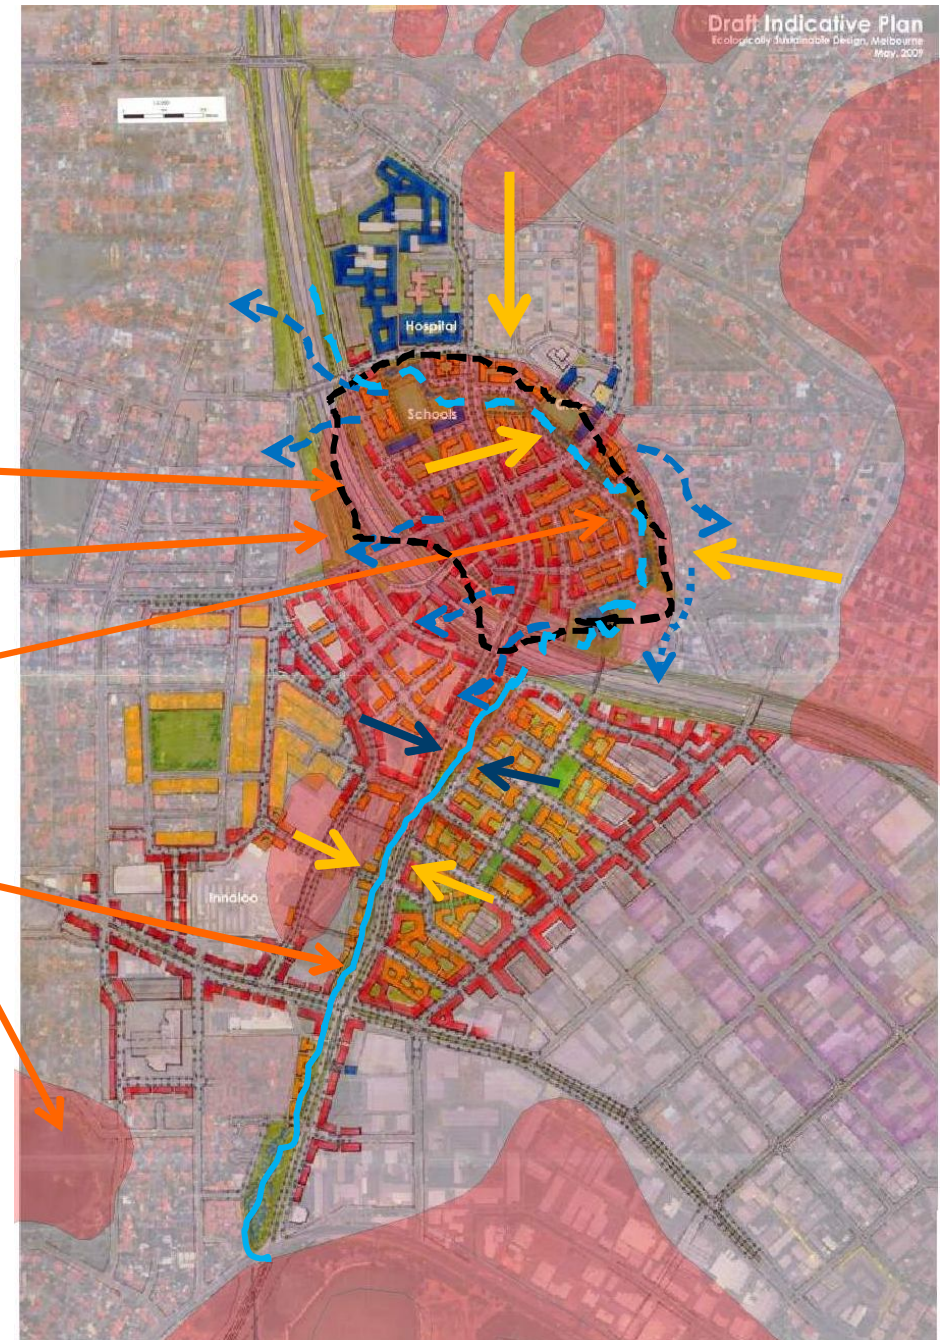 Draft Indicative Plan
Ecologically Sustainable Design, Melbourne
May, 2009
Hospital
Schools
Innaloo